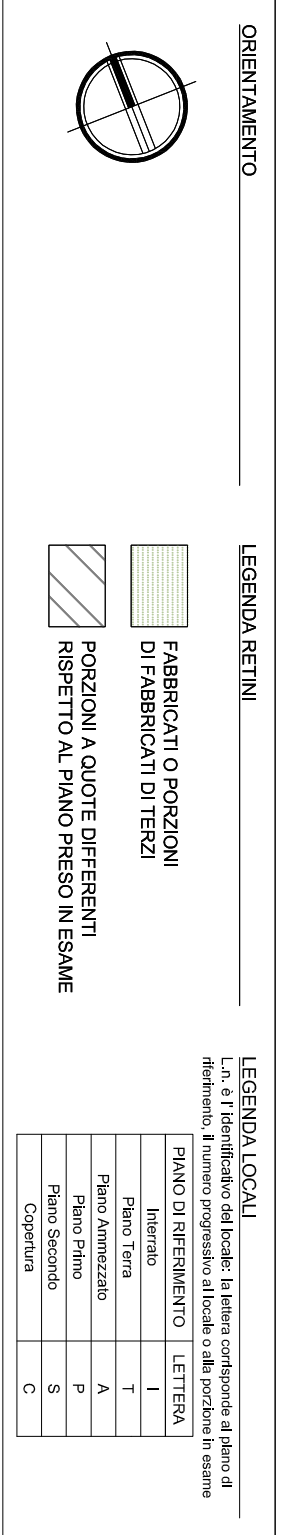 ORIENTAMENTO
LEGENDA RETINI
FABBRICATI O PORZIONI
DI FABBRICATI DI TERZI
PORZIONI A QUOTE DIFFERENTI
RISPETTO AL PIANO PRESO IN ESAME
LEGENDA LOCALI
L.n. è l' identificativo del locale: la lettera corrisponde al piano di
riferimento, il numero progressivo al locale o alla porzione in esame
PIANO DI RIFERIMENTO LETTERA
Interrato I
Piano Terra T
Piano Ammezzato A
Piano Primo P
Piano Secondo S
Copertura C